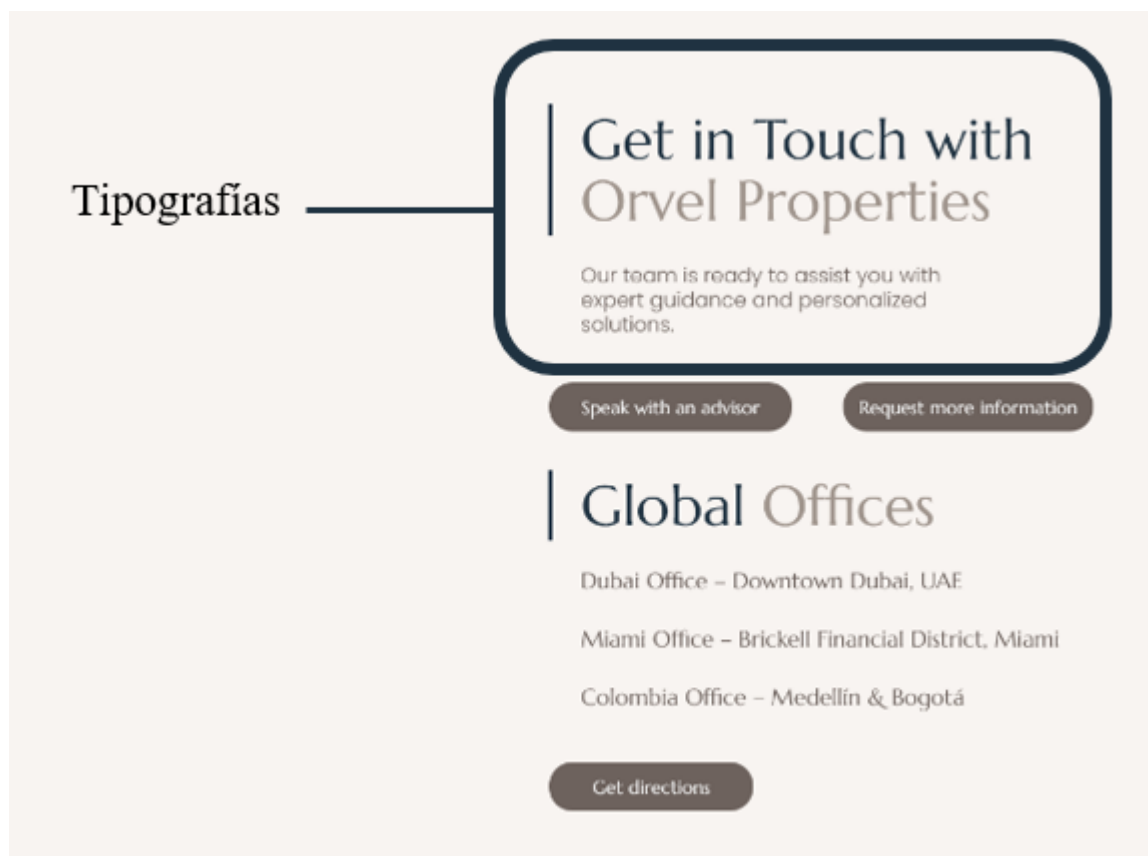 Tipografías
Get in Touch with
Orvel Properties
Our team is ready to assist you with
expert guidance and personalized
solutions.
Speak with an advisor
Request more information
Global Offices
Dubai Office – Downtown Dubai, UAE
Miami Office – Brickell Financial District, Miami
Colombia Office – Medellín & Bogotá
Get directions